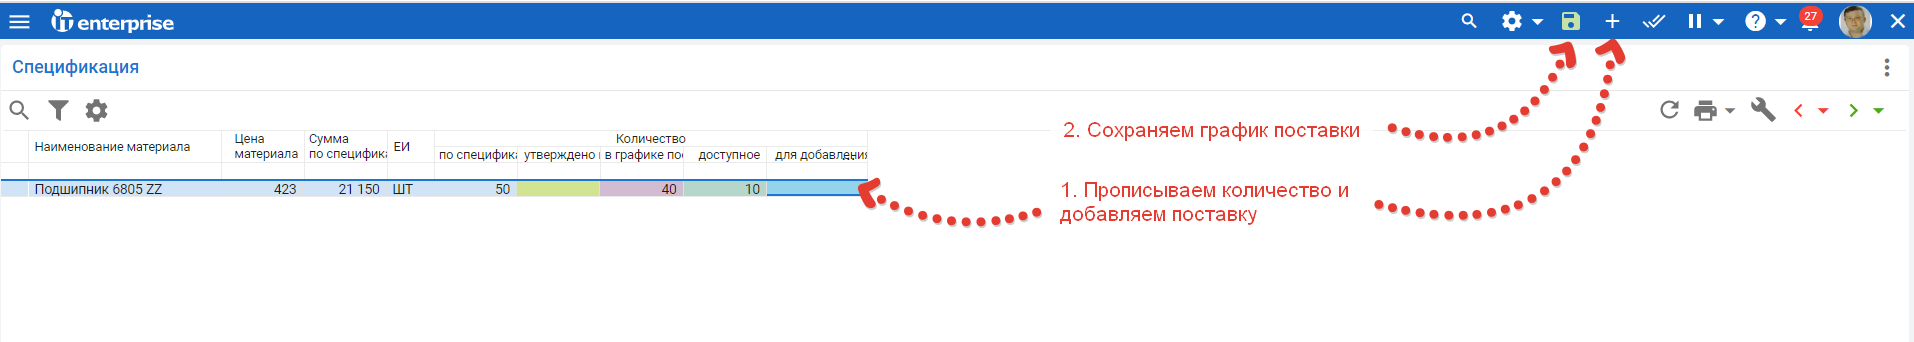 it enterprise
27
Спецификация
2. Сохраняем график поставки
1. Прописываем количество и
добавляем поставку
Наименование материала
Цена
материала
Сумма
по специфика
ЕИ
Количество
по специфика
утверждено
в графике пос
доступное
для добавления
Подшипник 6805 ZZ 423 21 150 ШТ 50 40 10